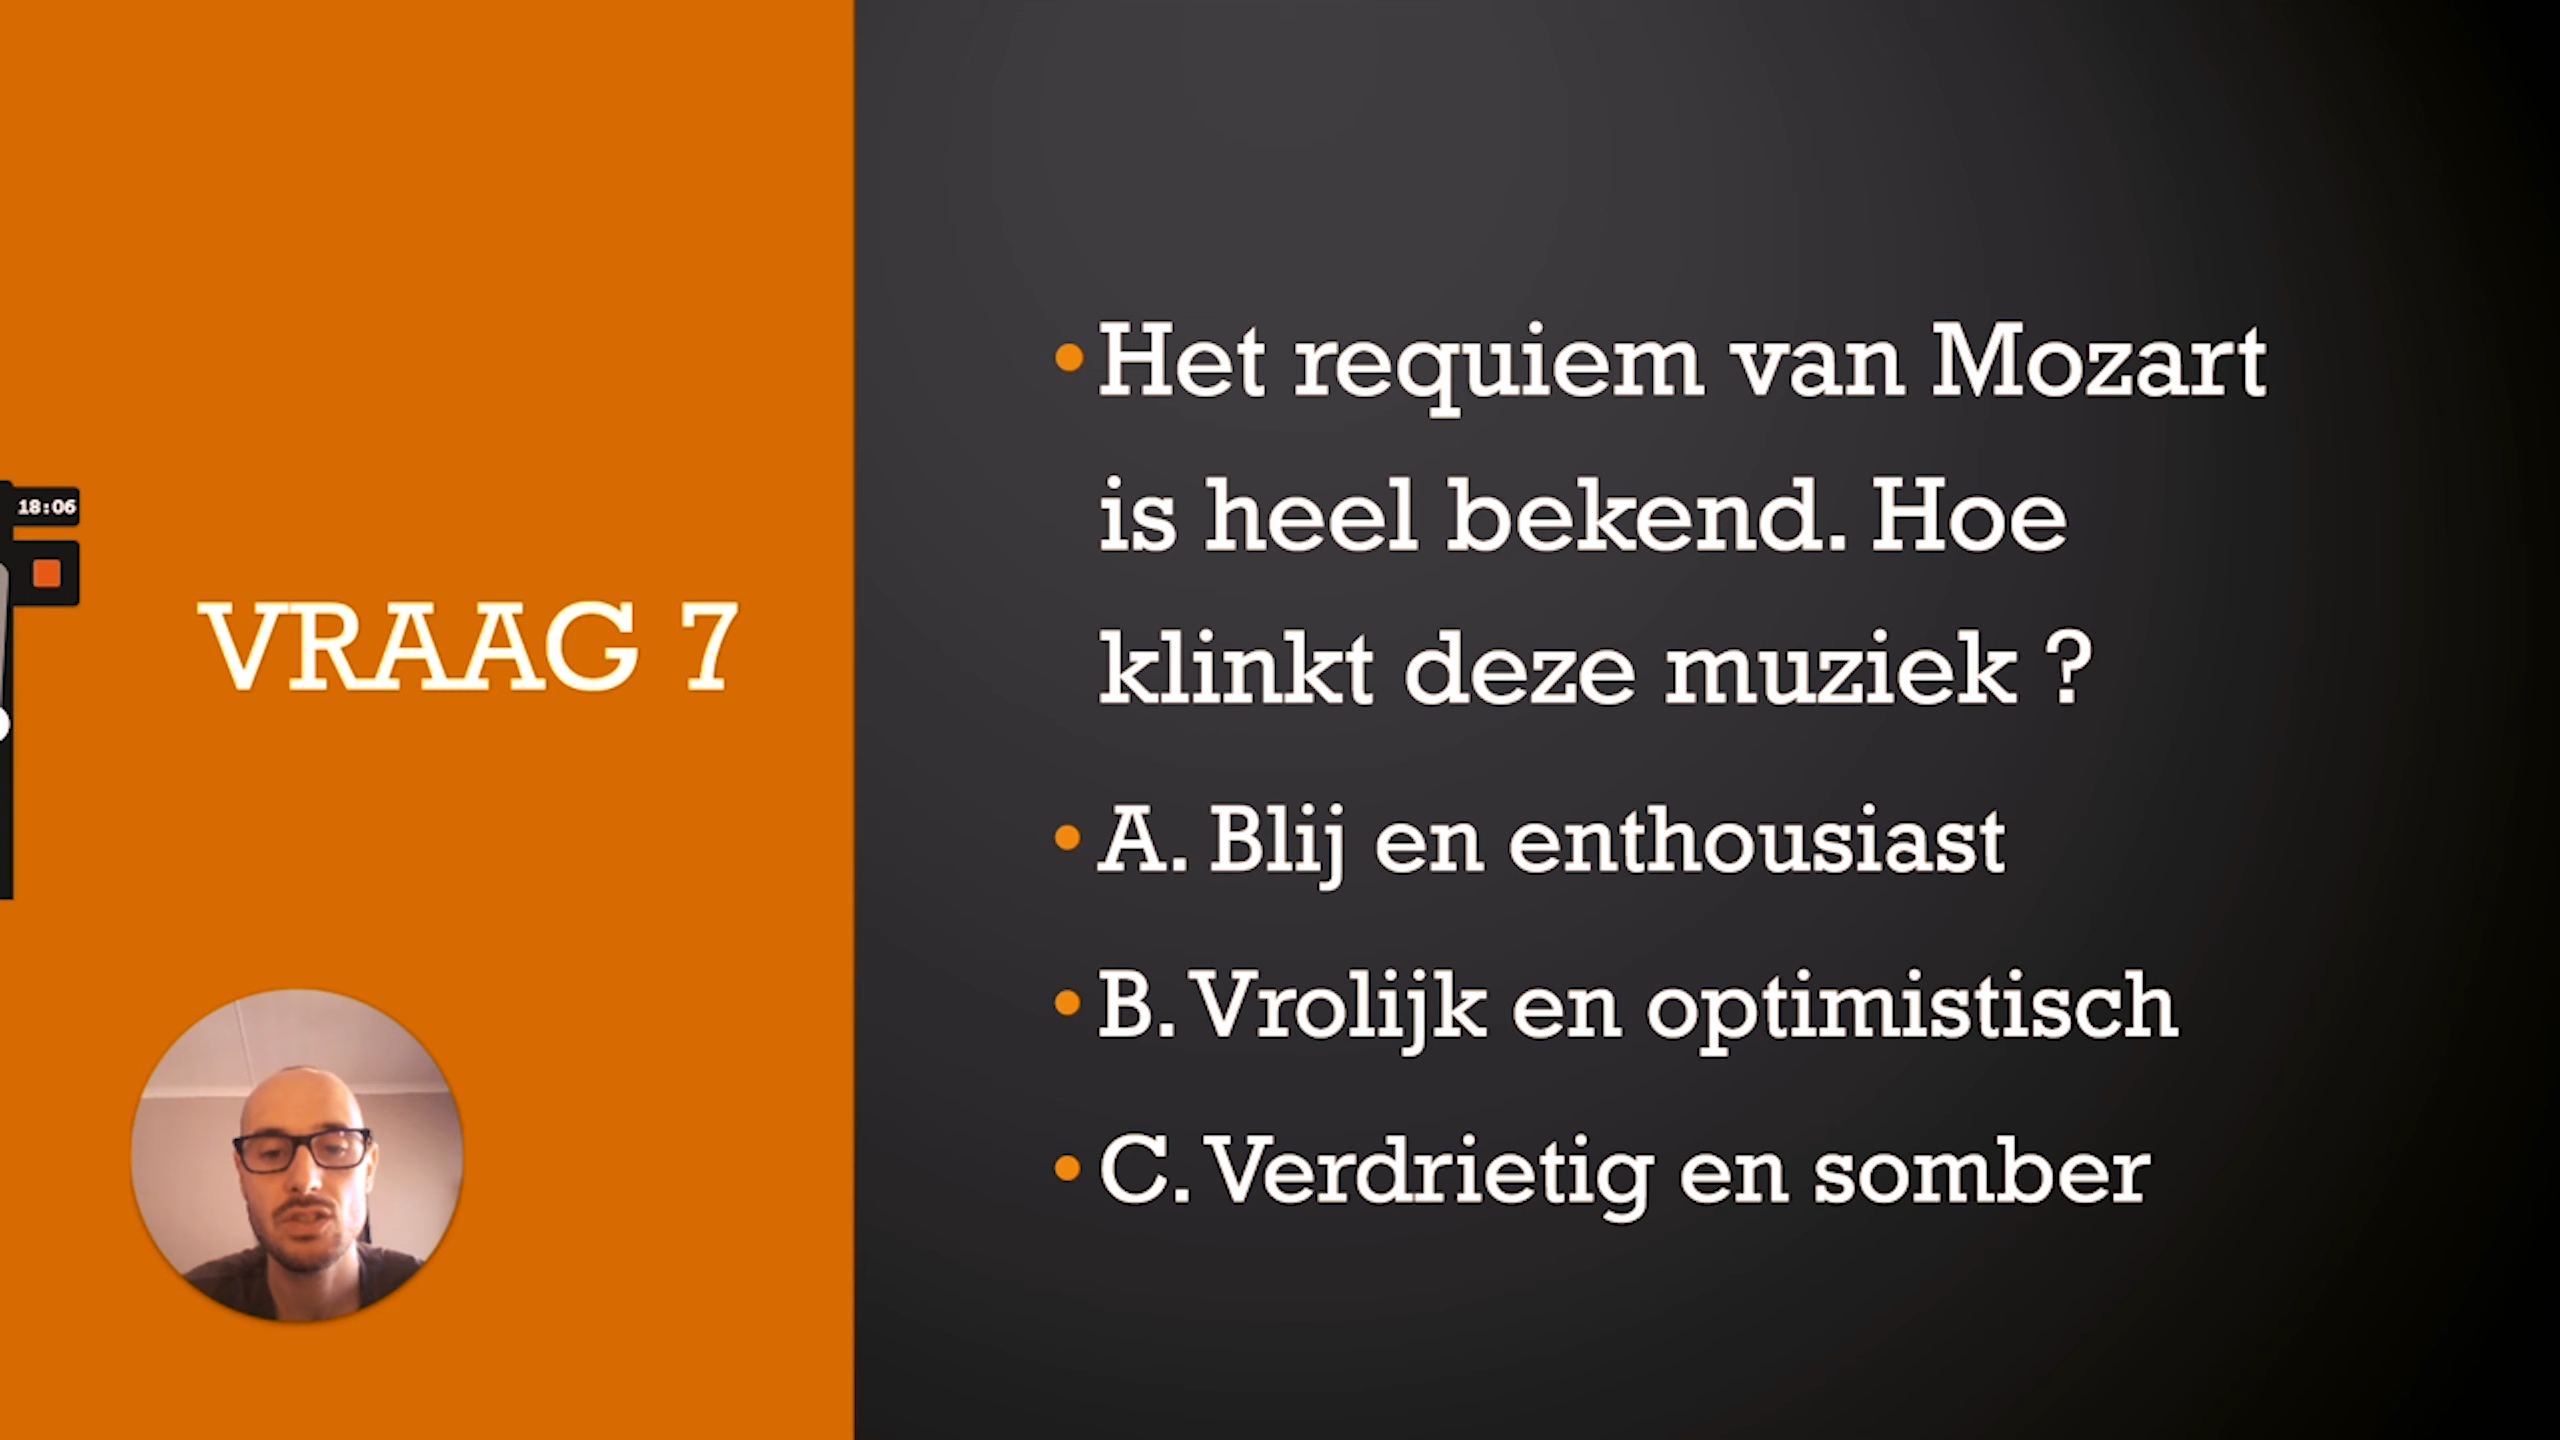 18:06
VRAAG 7
Het requiem van Mozart
is heel bekend. Hoe
klinkt deze muziek ?
A. Blij en enthousiast
B. Vrolijk en optimistisch
C. Verdrietig en somber